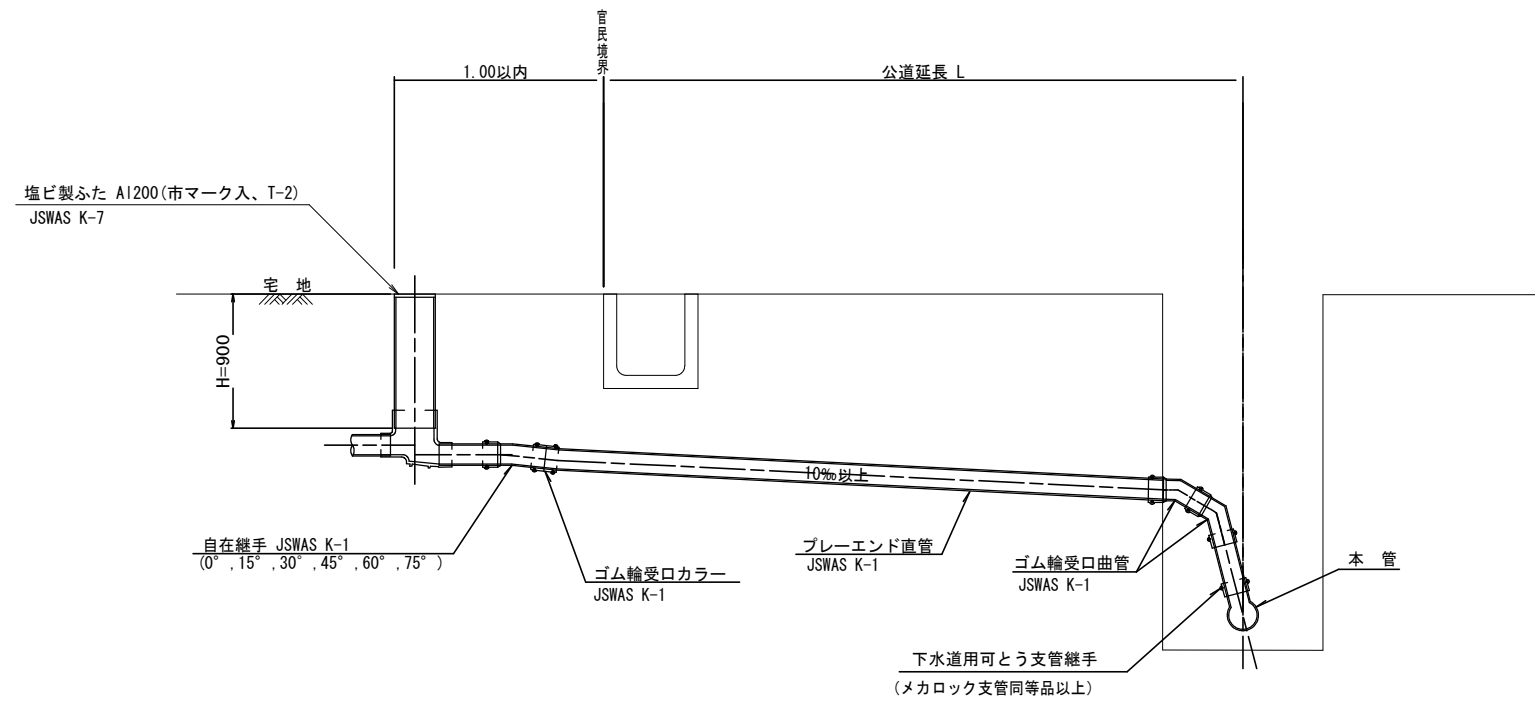 官民境界
1.00以内
公道延長 L
塩ビ製ふた AI200(市マーク入、T-2)
JSWAS K-7
宅 地
H=900
10‰以上
自在継手 JSWAS K-1
(0°,15°,30°,45°,60°,75°)
ゴム輪受口カラー
JSWAS K-1
プレーエンド直管
JSWAS K-1
ゴム輪受口曲管
JSWAS K-1
本 管
下水道用可とう支管継手
(メカロック支管同等品以上)